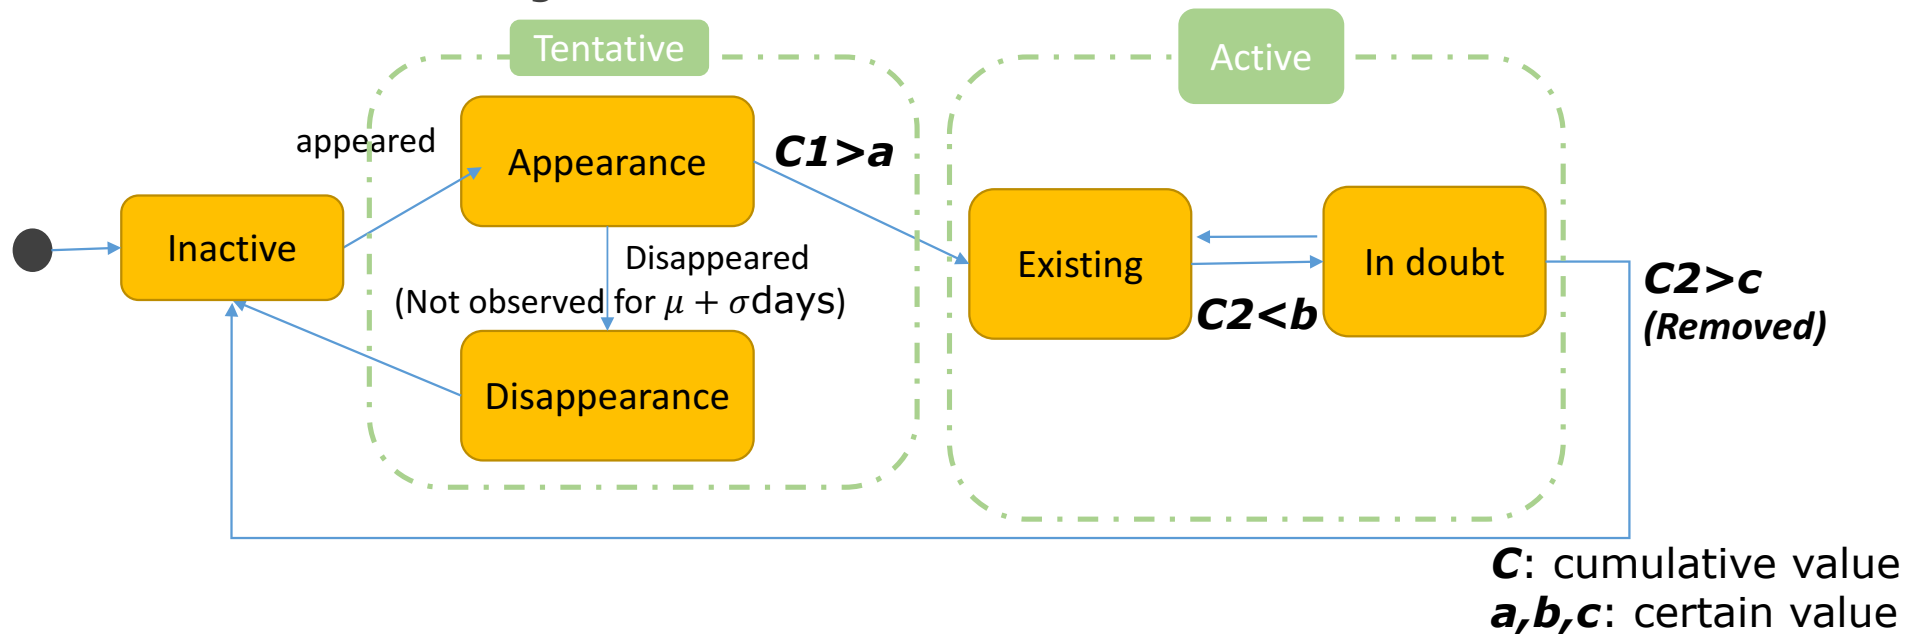 Tentative
Active
appeared
Appearance
C1>a
Inactive
Disappeared
(Not observed for μ + σdays)
Existing
In doubt
C2<b
C2>c
(Removed)
Disappearance
C: cumulative value
a,b,c: certain value